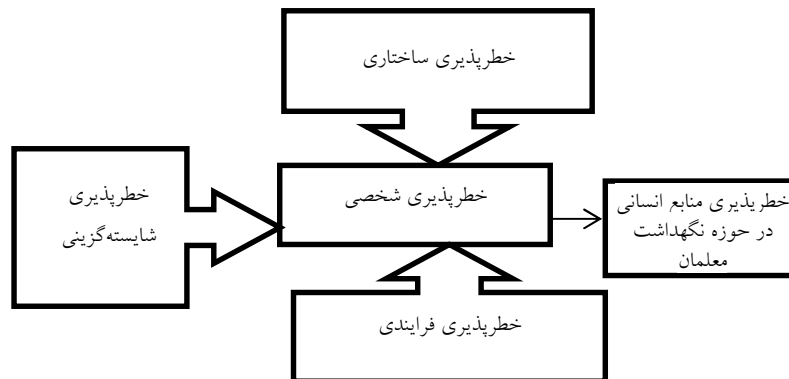 خطرپذیری ساختاری
خطرپذیری شخصی
خطرپذیری
شایسته‌گزینی
خطرپذیری منابع انسانی
در حوزه نگهداشت
معلمان
خطرپذیری فرایندی